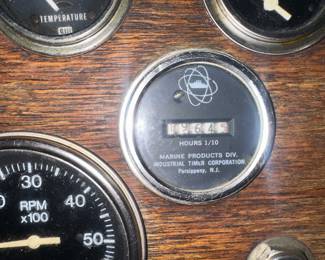 TEMPERATURE
HOURS 1/10
MARINE PRODUCTS DIV.
INDUSTRIAL TIMER CORPORATION
Parsippany, N.J.
30
40
RPM
x100
50